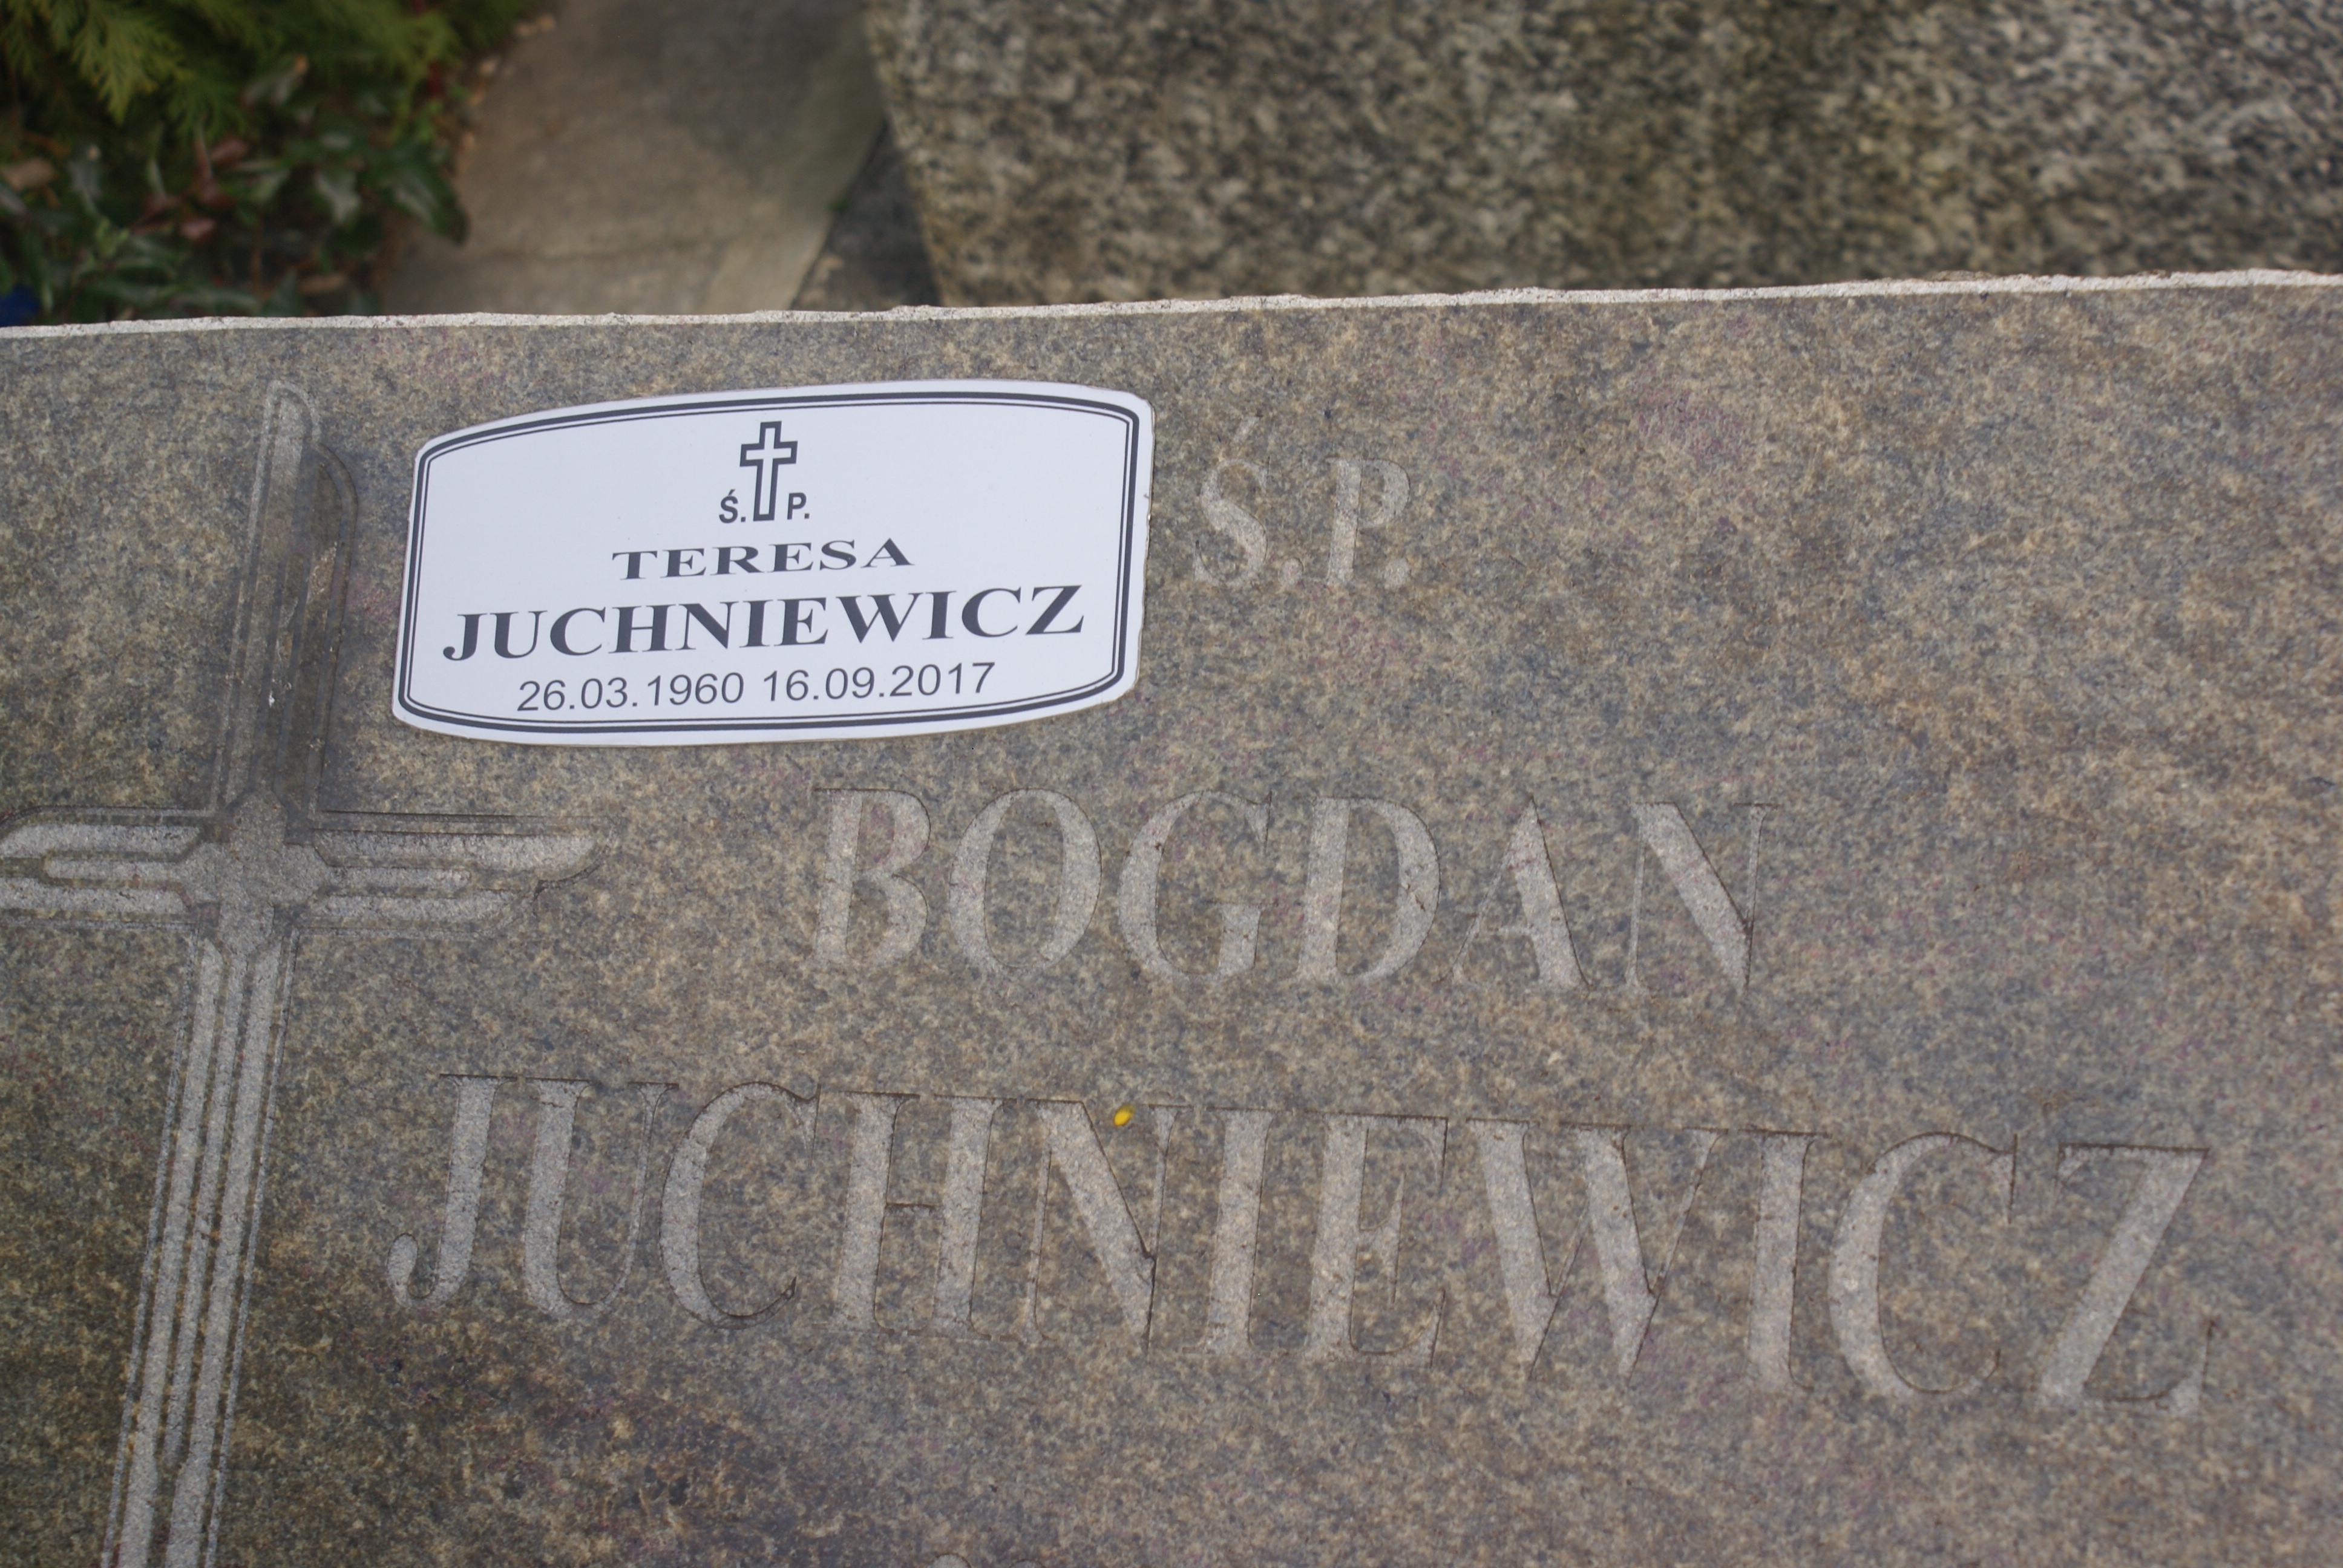 Ś. P.
TERESA
JUCHNIEWICZ
26.03.1960 16.09.2017
Ś.P.
BOGDAN
JUCHNIEWICZ